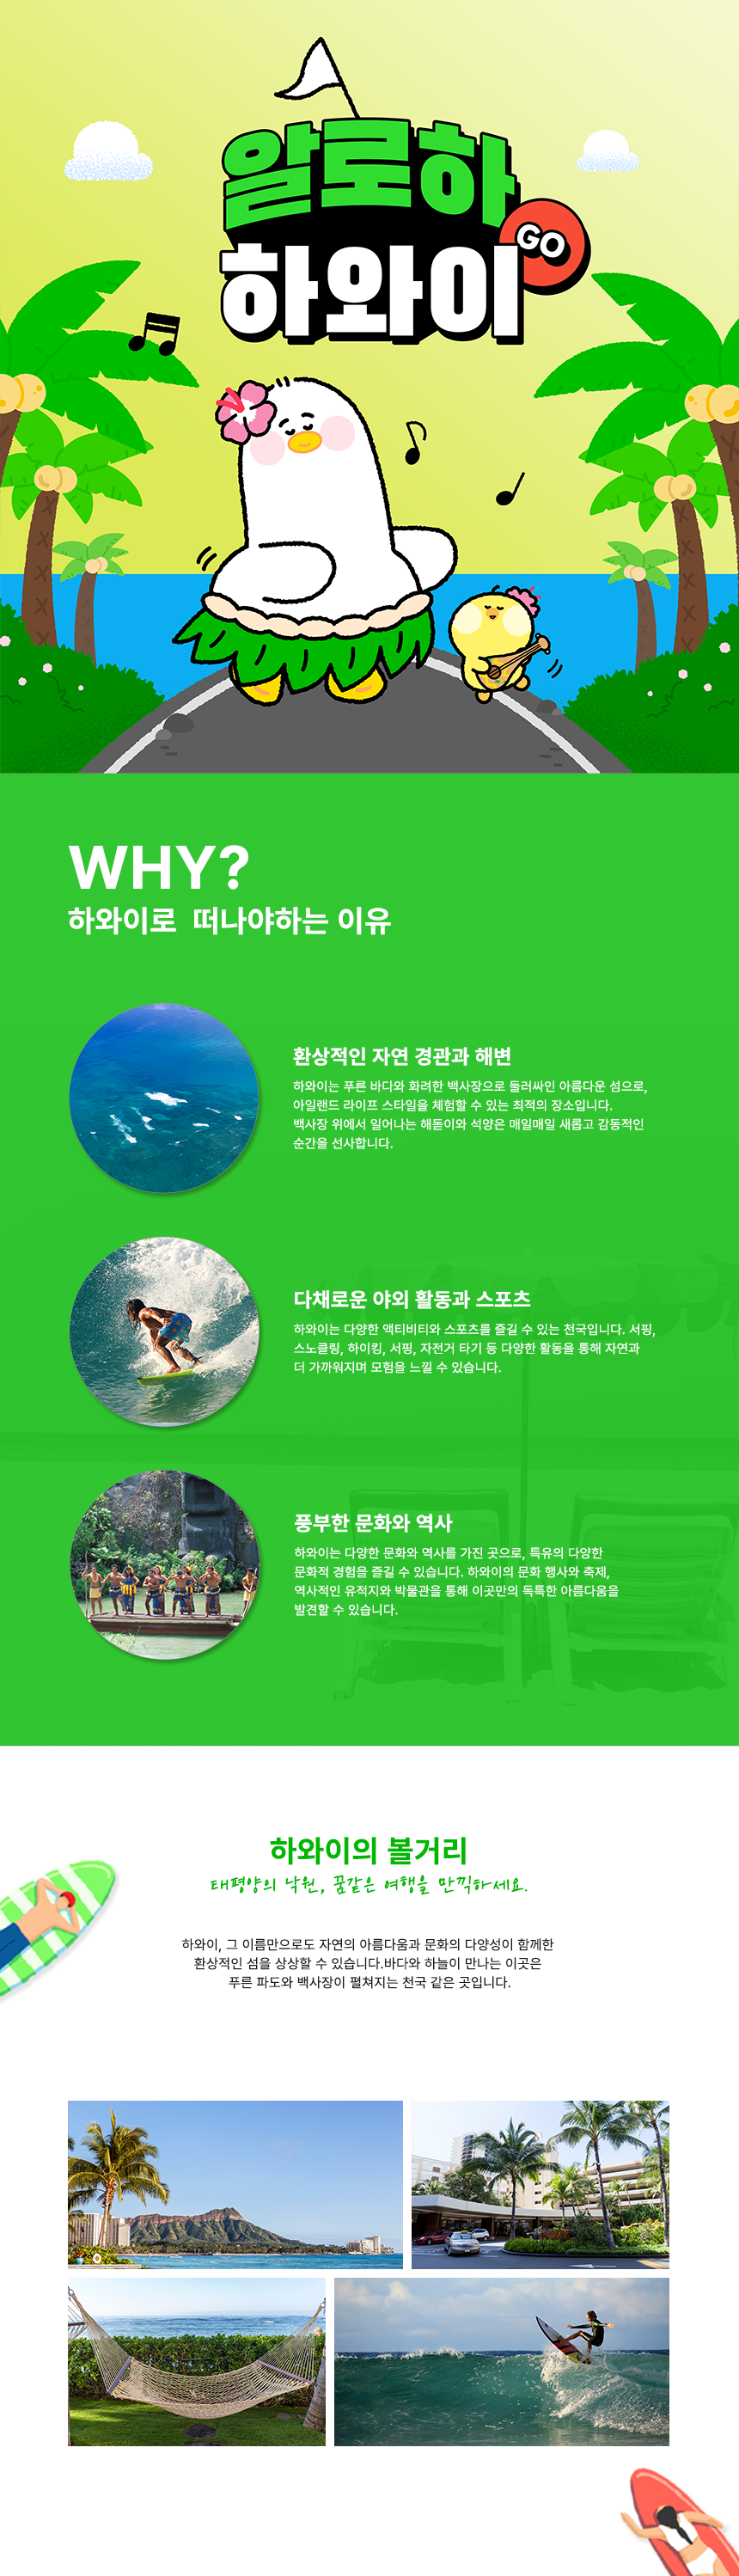 알로하
GO
하와이
WHY?
하와이로 떠나야하는 이유
환상적인 자연 경관과 해변
하와이는 푸른 바다와 화려한 백사장으로 둘러싸인 아름다운 섬으로,
아일랜드 라이프 스타일을 체험할 수 있는 최적의 장소입니다.
백사장 위에서 일어나는 해돋이와 석양은 매일매일 새롭고 감동적인
순간을 선사합니다.
다채로운 야외 활동과 스포츠
하와이는 다양한 액티비티와 스포츠를 즐길 수 있는 천국입니다. 서핑,
스노클링, 하이킹, 서핑, 자전거 타기 등 다양한 활동을 통해 자연과
더 가까워지며 모험을 느낄 수 있습니다.
풍부한 문화와 역사
하와이는 다양한 문화와 역사를 가진 곳으로, 특유의 다양한
문화적 경험을 즐길 수 있습니다. 하와이의 문화 행사와 축제,
역사적인 유적지와 박물관을 통해 이곳만의 독특한 아름다움을
발견할 수 있습니다.
하와이의 볼거리
태평양의 낙원, 꿈같은 여행을 만끽하세요.
하와이, 그 이름만으로도 자연의 아름다움과 문화의 다양성이 함께한
환상적인 섬을 상상할 수 있습니다.바다와 하늘이 만나는 이곳은
푸른 파도와 백사장이 펼쳐지는 천국 같은 곳입니다.